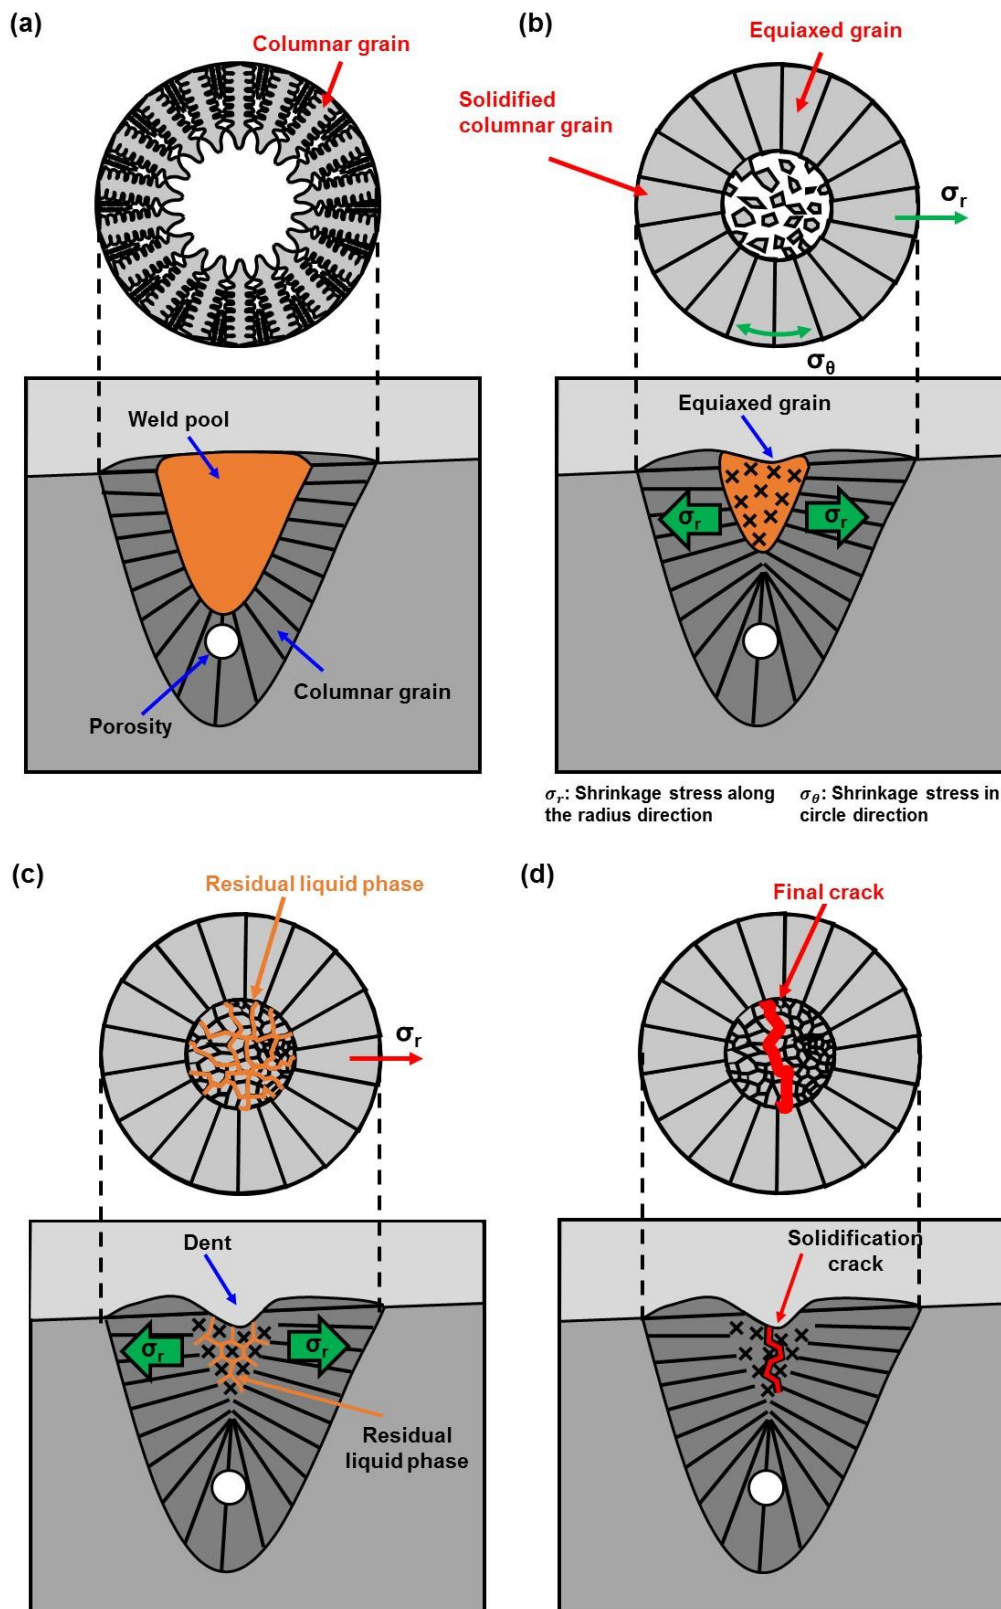 (a)
Columnar grain
Weld pool
Columnar grain
Porosity
(b)
Equiaxed grain
Solidified
columnar grain
σr
σθ
Equiaxed grain
σr
σr
σr: Shrinkage stress along
the radius direction
σθ: Shrinkage stress in
circle direction
(c)
Residual liquid phase
σr
Dent
σr
σr
Residual
liquid phase
(d)
Final crack
Solidification
crack